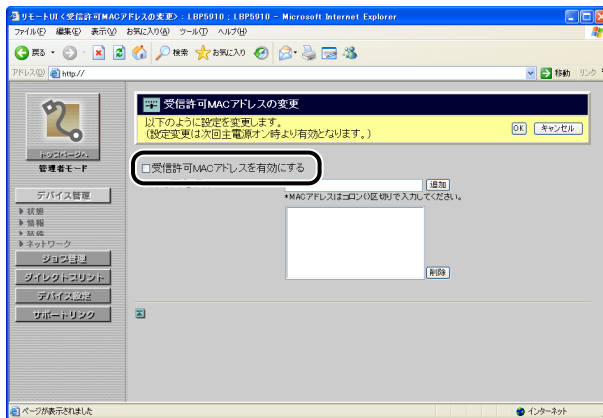 リモートUI <受信許可MACアドレスの変更> : LBP5910 ; LBP5910 - Microsoft Internet Explorer
ファイル(F) 編集(E) 表示(V) お気に入り(A) ツール(T) ヘルプ(H)
戻る 検索 お気に入り
アドレス(D) http:// 移動 リンク
受信許可MACアドレスの変更
以下のように設定を変更します。
(設定変更は次回主電源オン時より有効となります。)
OK キャンセル
トップページへ
管理者モード
受信許可MACアドレスを有効にする
追加
*MACアドレスはコロン(:)区切りで入力してください。
削除
デバイス管理
状態
情報
ネットワーク
ジョブ管理
ダイレクトプリント
デバイス設定
サポートリンク
ページが表示されました インターネット